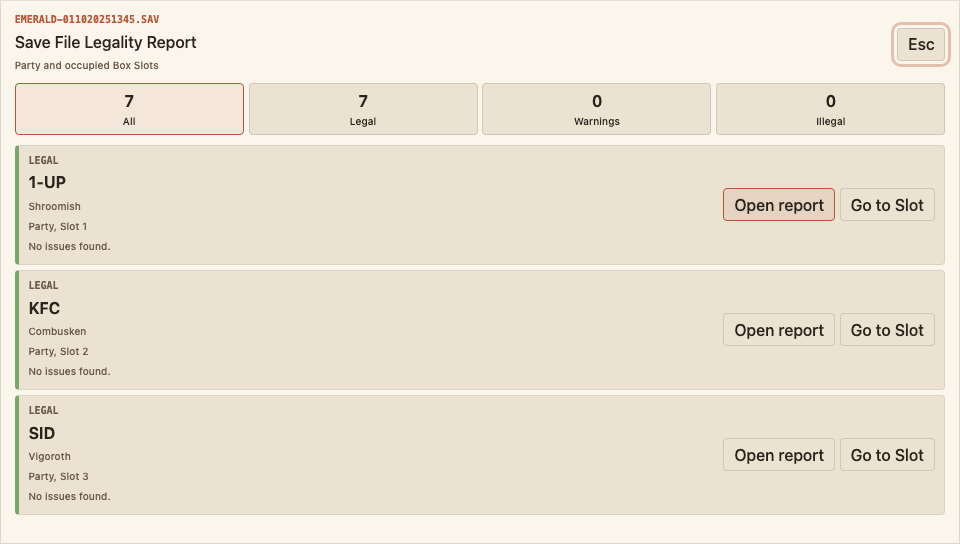 EMERALD-011020251345.SAV
Save File Legality Report
Party and occupied Box Slots
Esc
7
All
7
Legal
0
Warnings
0
Illegal
LEGAL
1-UP
Shroomish
Party, Slot 1
No issues found.
Open report
Go to Slot
LEGAL
KFC
Combusken
Party, Slot 2
No issues found.
Open report
Go to Slot
LEGAL
SID
Vigoroth
Party, Slot 3
No issues found.
Open report
Go to Slot